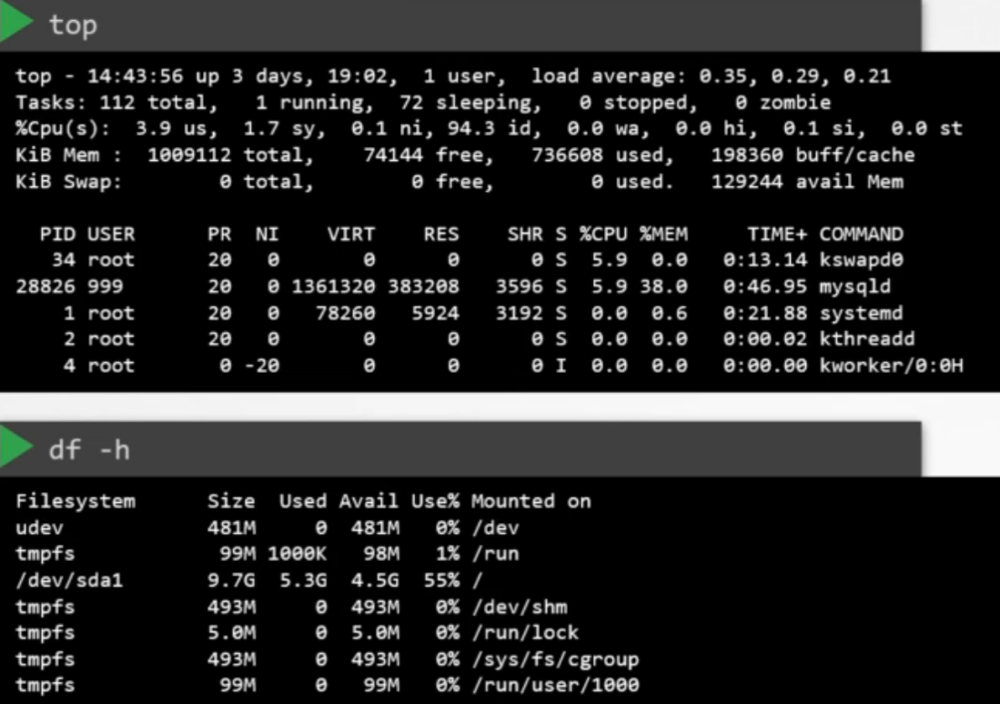 top
top - 14:43:56 up 3 days, 19:02,  1 user,  load average: 0.35, 0.29, 0.21
Tasks: 112 total,   1 running,  72 sleeping,   0 stopped,   0 zombie
%Cpu(s):  3.9 us,  1.7 sy,  0.1 ni, 94.3 id,  0.0 wa,  0.0 hi,  0.1 si,  0.0 st
KiB Mem :  1009112 total,    74144 free,   736608 used,   198360 buff/cache
KiB Swap:        0 total,        0 free,        0 used.   129244 avail Mem
  PID USER      PR  NI    VIRT    RES    SHR S %CPU %MEM     TIME+ COMMAND
   34 root      20   0       0      0      0 S  5.9  0.0   0:13.14 kswapd0
28826 999       20   0 1361320 383208   3596 S  5.9 38.0   0:46.95 mysqld
    1 root      20   0   78260   5924   3192 S  0.0  0.6   0:21.88 systemd
    2 root      20   0       0      0      0 S  0.0  0.0   0:00.02 kthreadd
    4 root       0 -20       0      0      0 I  0.0  0.0   0:00.00 kworker/0:0H
df -h
Filesystem      Size  Used Avail Use% Mounted on
udev            481M     0  481M   0% /dev
tmpfs            99M 1000K   98M   1% /run
/dev/sda1       9.7G  5.3G  4.5G  55% /
tmpfs           493M     0  493M   0% /dev/shm
tmpfs           5.0M     0  5.0M   0% /run/lock
tmpfs           493M     0  493M   0% /sys/fs/cgroup
tmpfs            99M     0   99M   0% /run/user/1000